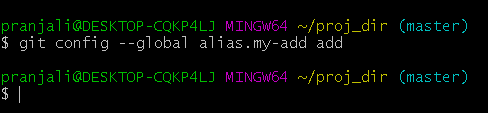 pranjali@DESKTOP-CQKP4LJ MINGW64 ~/proj_dir (master)
$ git config --global alias.my-add add
pranjali@DESKTOP-CQKP4LJ MINGW64 ~/proj_dir (master)
$